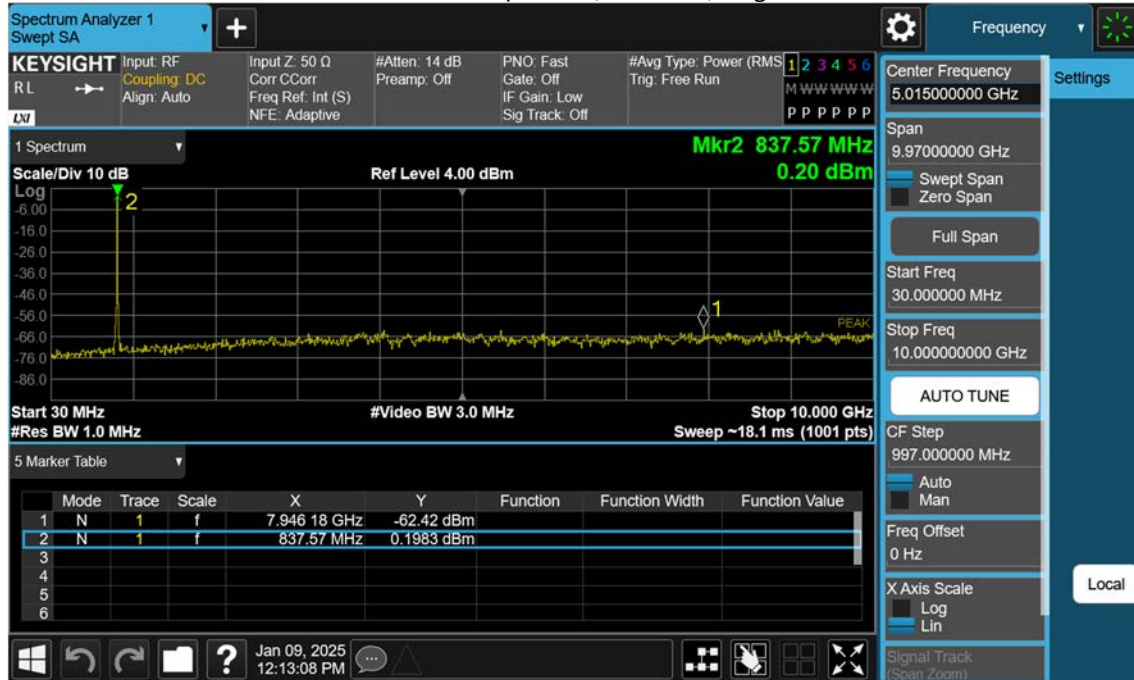 Spectrum Analyzer 1
Swept SA
Frequency
KEYSIGHT
RL
LXI
Input: RF
Coupling: DC
Align: Auto
Input Z: 50 Ω
Corr CCorr
Freq Ref: Int (S)
NFE: Adaptive
#Atten: 14 dB
Preamp: Off
PNO: Fast
Gate: Off
IF Gain: Low
Sig Track: Off
#Avg Type: Power (RMS
Trig: Free Run
1 2 3 4 5 6
M W W W W W
P P P P P P
1 Spectrum
Scale/Div 10 dB
Ref Level 4.00 dBm
Mkr2 837.57 MHz
0.20 dBm
Log
-6.00
-16.0
-26.0
-36.0
-46.0
-56.0
-66.0
-76.0
-86.0
2
1
PEAK
Start 30 MHz
#Video BW 3.0 MHz
Stop 10.000 GHz
#Res BW 1.0 MHz
Sweep ~18.1 ms (1001 pts)
5 Marker Table
Mode Trace Scale X Y Function Function Width Function Value
1 N 1 f 7.946 18 GHz -62.42 dBm
2 N 1 f 837.57 MHz 0.1983 dBm
3
4
5
6
Jan 09, 2025
12:13:08 PM
Center Frequency
5.015000000 GHz
Span
9.97000000 GHz
Swept Span
Zero Span
Full Span
Start Freq
30.000000 MHz
Stop Freq
10.000000000 GHz
AUTO TUNE
CF Step
997.000000 MHz
Auto
Man
Freq Offset
0 Hz
X Axis Scale
Log
Lin
Signal Track
(Span Zoom)
Settings
Local